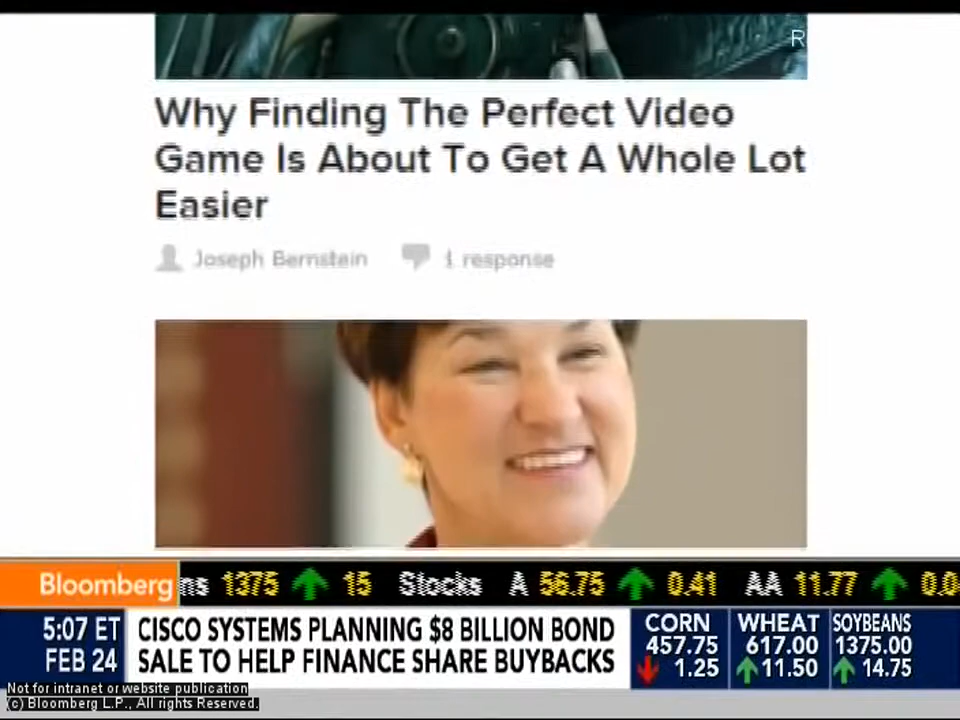 R
Why Finding The Perfect Video
Game Is About To Get A Whole Lot
Easier
Joseph Bernstein 1 response
Bloomberg ns 1375 15 Stocks A 56.75 0.41 AA 11.77 0.0
5:07 ET
FEB 24
CISCO SYSTEMS PLANNING $8 BILLION BOND
SALE TO HELP FINANCE SHARE BUYBACKS
CORN
457.75
1.25
WHEAT
617.00
11.50
SOYBEANS
1375.00
14.75
Not for intranet or website publication
(c) Bloomberg L.P., All rights Reserved.